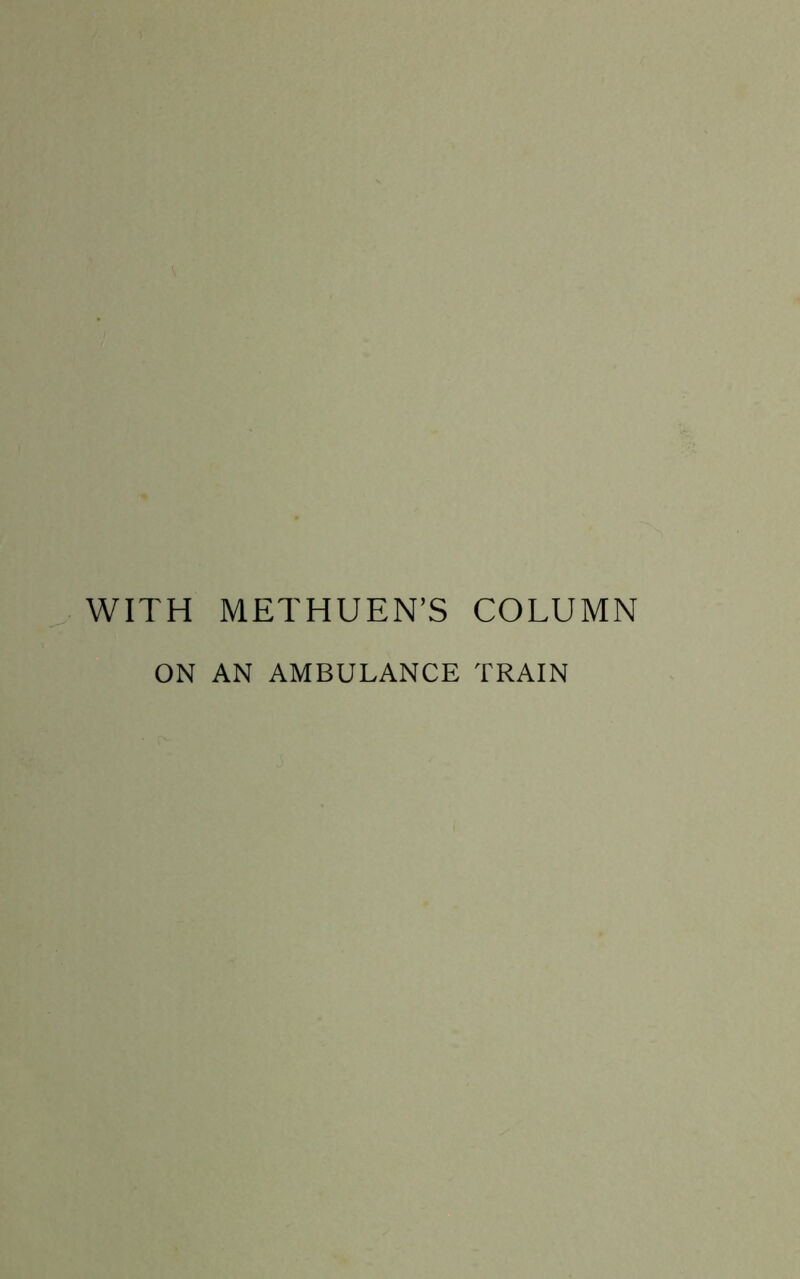 WITH METHUEN’S COLUMN
ON AN AMBULANCE TRAIN